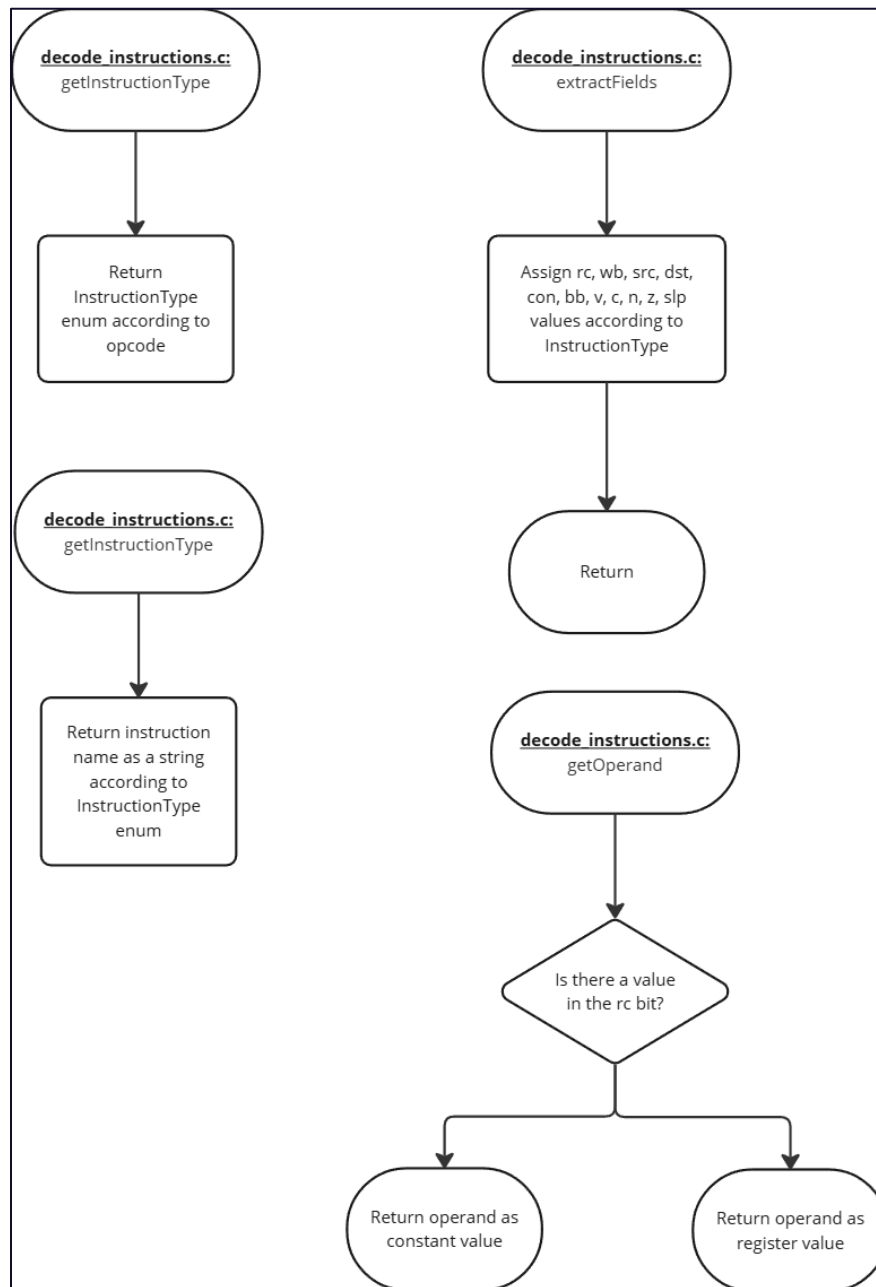 decode_instructions.c:
getInstructionType
Return
InstructionType
enum according to
opcode
decode_instructions.c:
getInstructionType
Return instruction
name as a string
according to
InstructionType
enum
decode_instructions.c:
extractFields
Assign rc, wb, src, dst,
con, bb, v, c, n, z, slp
values according to
InstructionType
Return
decode_instructions.c:
getOperand
Is there a value
in the rc bit?
Return operand as
constant value
Return operand as
register value